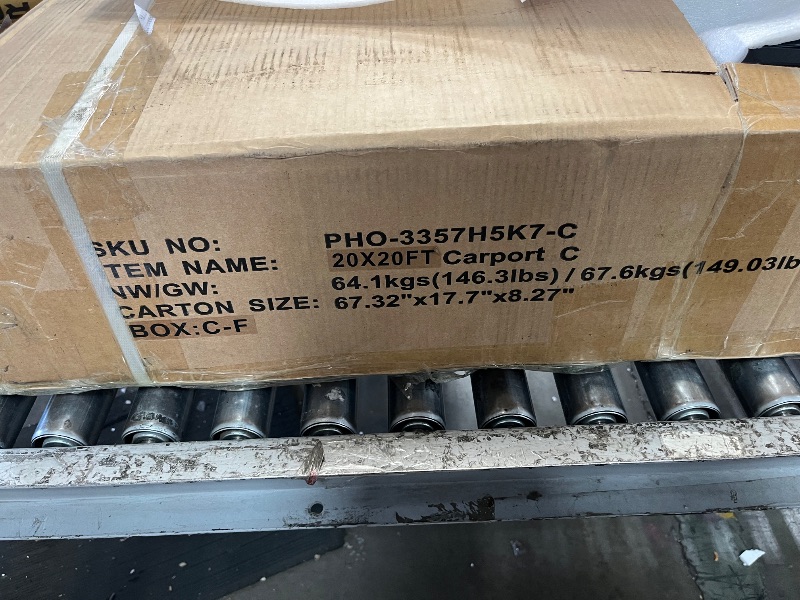 SKU NO: PHO-3357H5K7-C
ITEM NAME: 20X20FT Carport C
NW/GW: 64.1kgs(146.3lbs) / 67.6kgs(149.03lb
CARTON SIZE: 67.32"x17.7"x8.27"
BOX:C-F